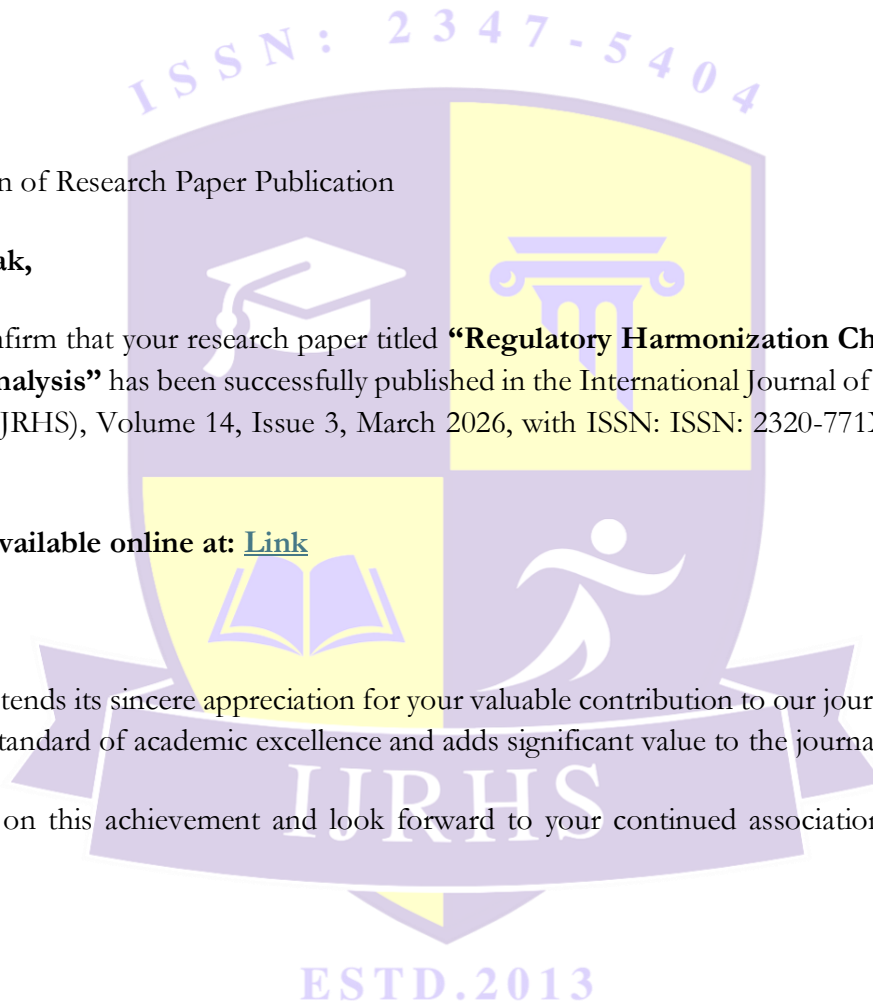 ISSN: 2347-5404
n of Research Paper Publication
ak,
nfirm that your research paper titled “Regulatory Harmonization Ch
nalysis” has been successfully published in the International Journal of
JRHS), Volume 14, Issue 3, March 2026, with ISSN: ISSN: 2320-771X
vailable online at: Link
tends its sincere appreciation for your valuable contribution to our jour
tandard of academic excellence and adds significant value to the journa
IJRHS
on this achievement and look forward to your continued association
ESTD.2013